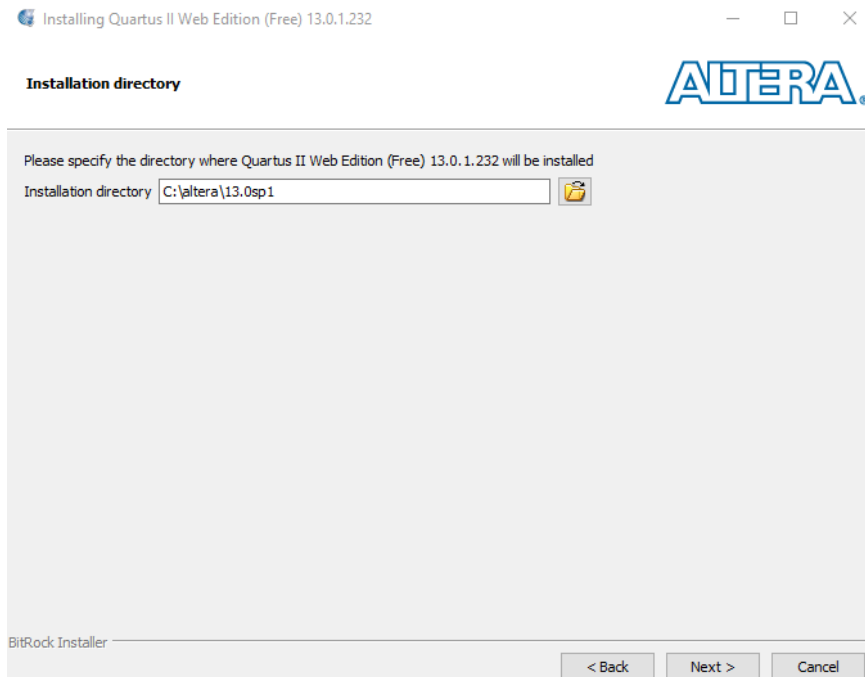 Installing Quartus II Web Edition (Free) 13.0.1.232
Installation directory
ALTERA®
Please specify the directory where Quartus II Web Edition (Free) 13.0.1.232 will be installed
Installation directory C:\altera\13.0sp1
BitRock Installer
< Back Next > Cancel